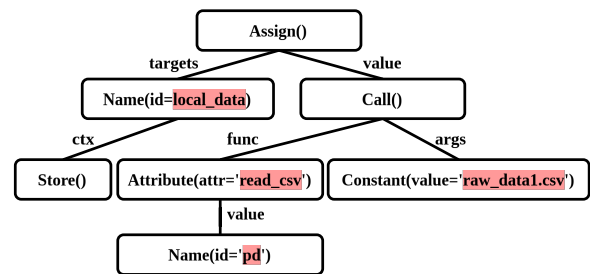 Assign()
targets
value
Name(id=local_data)
Call()
ctx
func
args
Store()
Attribute(attr='read_csv')
Constant(value='raw_data1.csv')
value
Name(id='pd')